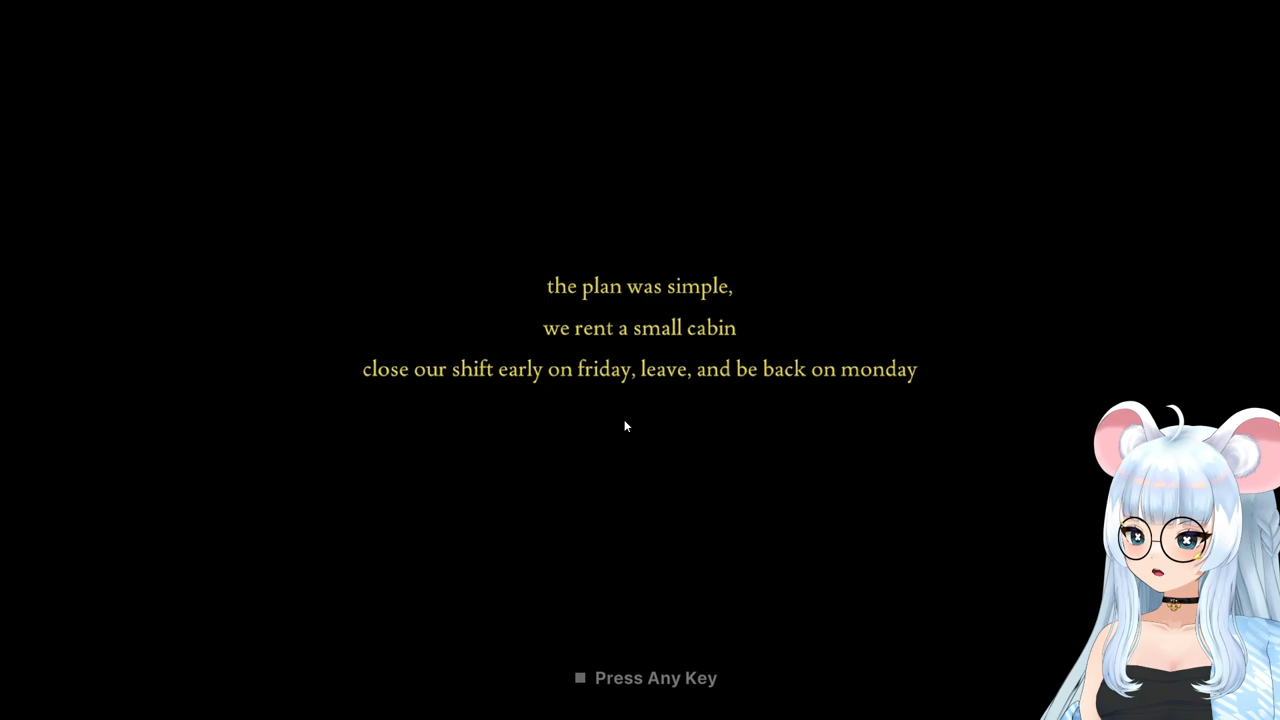 the plan was simple,
we rent a small cabin
close our shift early on friday, leave, and be back on monday
Press Any Key